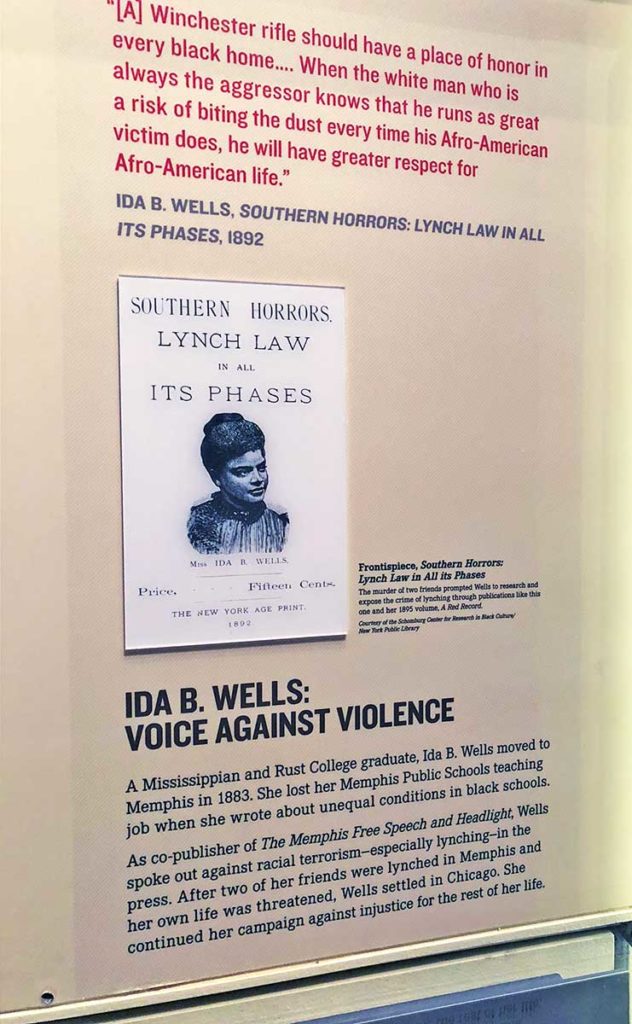 "[A] Winchester rifle should have a place of honor in
every black home.... When the white man who is
always the aggressor knows that he runs as great
a risk of biting the dust every time his Afro-American
victim does, he will have greater respect for
Afro-American life."
IDA B. WELLS, SOUTHERN HORRORS: LYNCH LAW IN ALL
ITS PHASES, 1892
SOUTHERN HORRORS.
LYNCH LAW
IN ALL
ITS PHASES
Miss IDA B. WELLS,
Price, Fifteen Cents.
THE NEW YORK AGE PRINT,
1892
Frontispiece, Southern Horrors:
Lynch Law in All its Phases
The murder of two friends prompted Wells to research and
expose the crime of lynching through publications like this
one and her 1895 volume, A Red Record.
Courtesy of the Schomburg Center for Research in Black Culture/
New York Public Library
IDA B. WELLS:
VOICE AGAINST VIOLENCE
A Mississippian and Rust College graduate, Ida B. Wells moved to
Memphis in 1883. She lost her Memphis Public Schools teaching
job when she wrote about unequal conditions in black schools.
As co-publisher of The Memphis Free Speech and Headlight, Wells
spoke out against racial terrorism—especially lynching—in the
press. After two of her friends were lynched in Memphis and
her own life was threatened, Wells settled in Chicago. She
continued her campaign against injustice for the rest of her life.